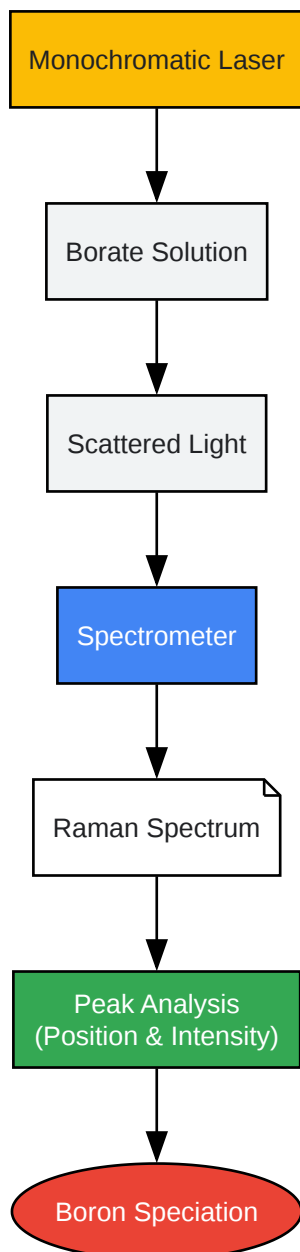 Monochromatic Laser
Borate Solution
Scattered Light
Spectrometer
Raman Spectrum
Peak Analysis
(Position & Intensity)
Boron Speciation